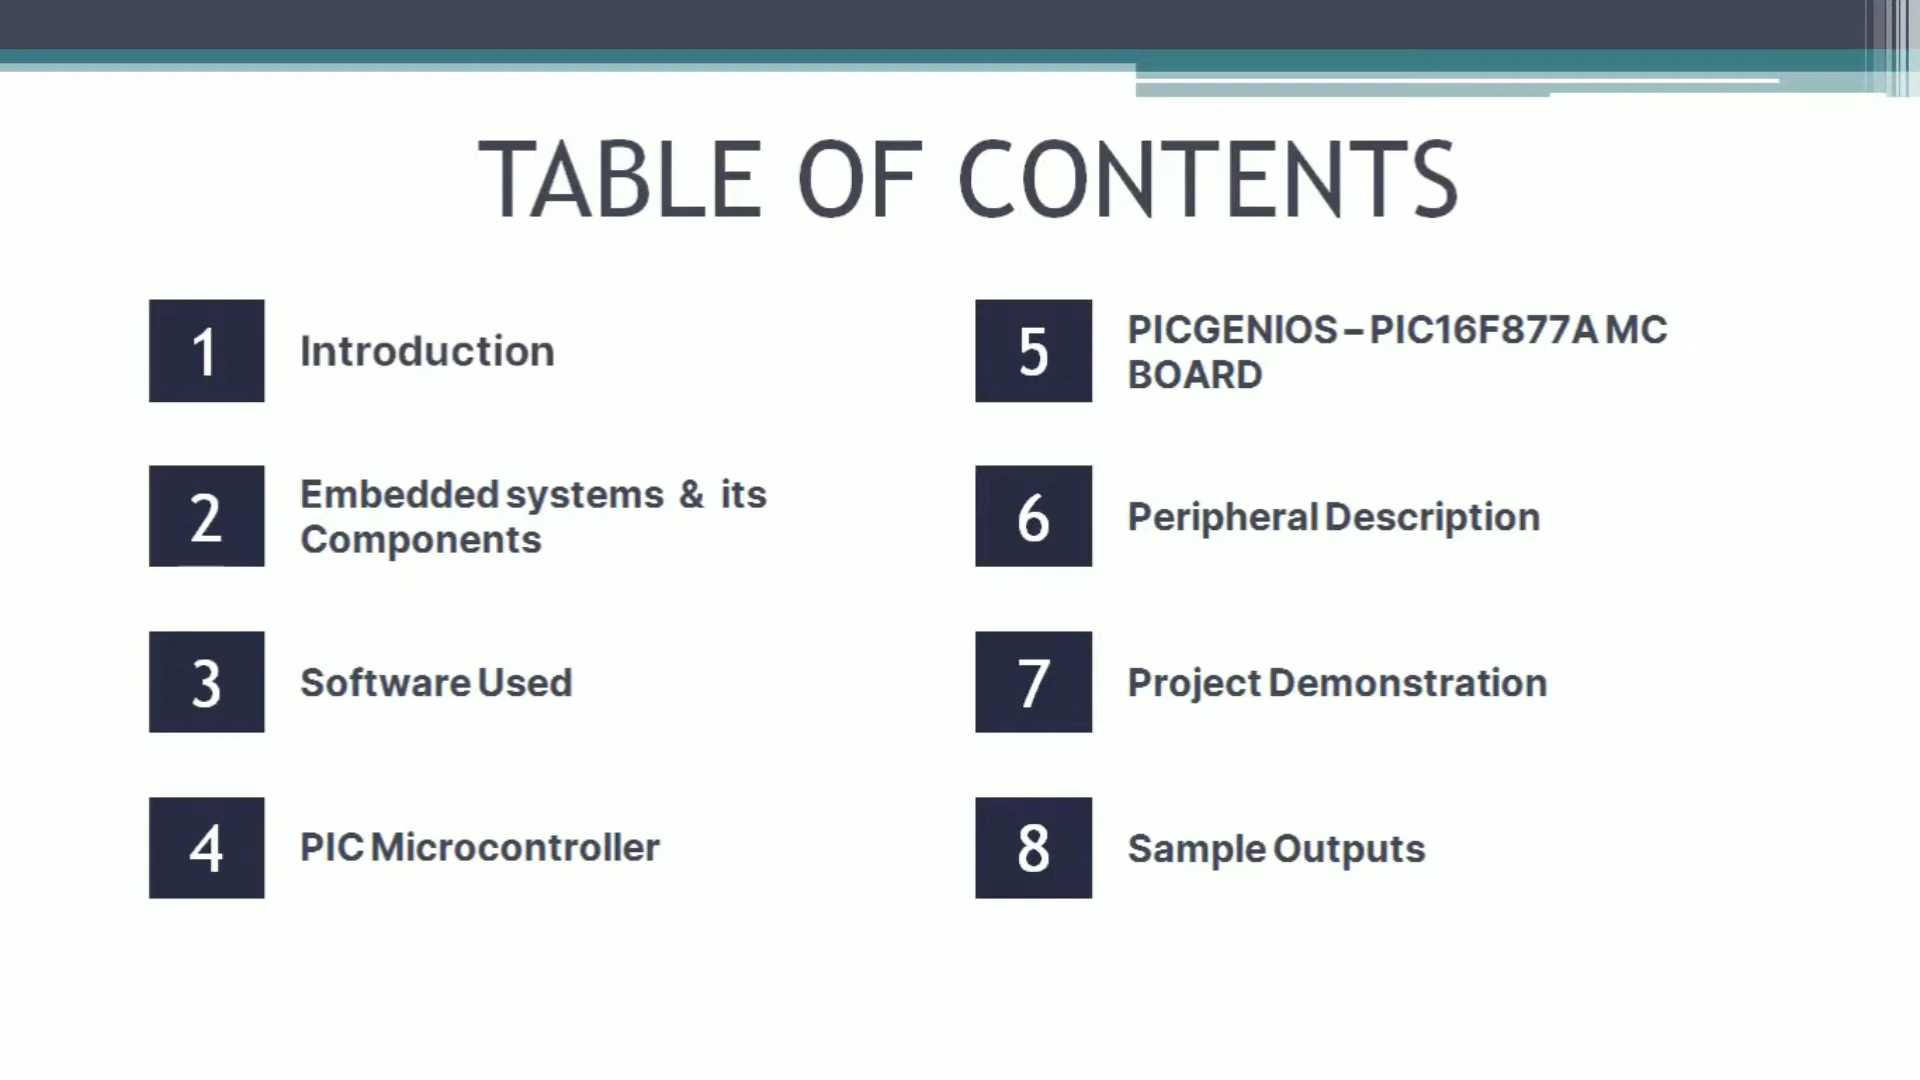 TABLE OF CONTENTS
1
Introduction
2
Embedded systems & its
Components
3
Software Used
4
PIC Microcontroller
5
PICGENIOS – PIC16F877A MC
BOARD
6
Peripheral Description
7
Project Demonstration
8
Sample Outputs